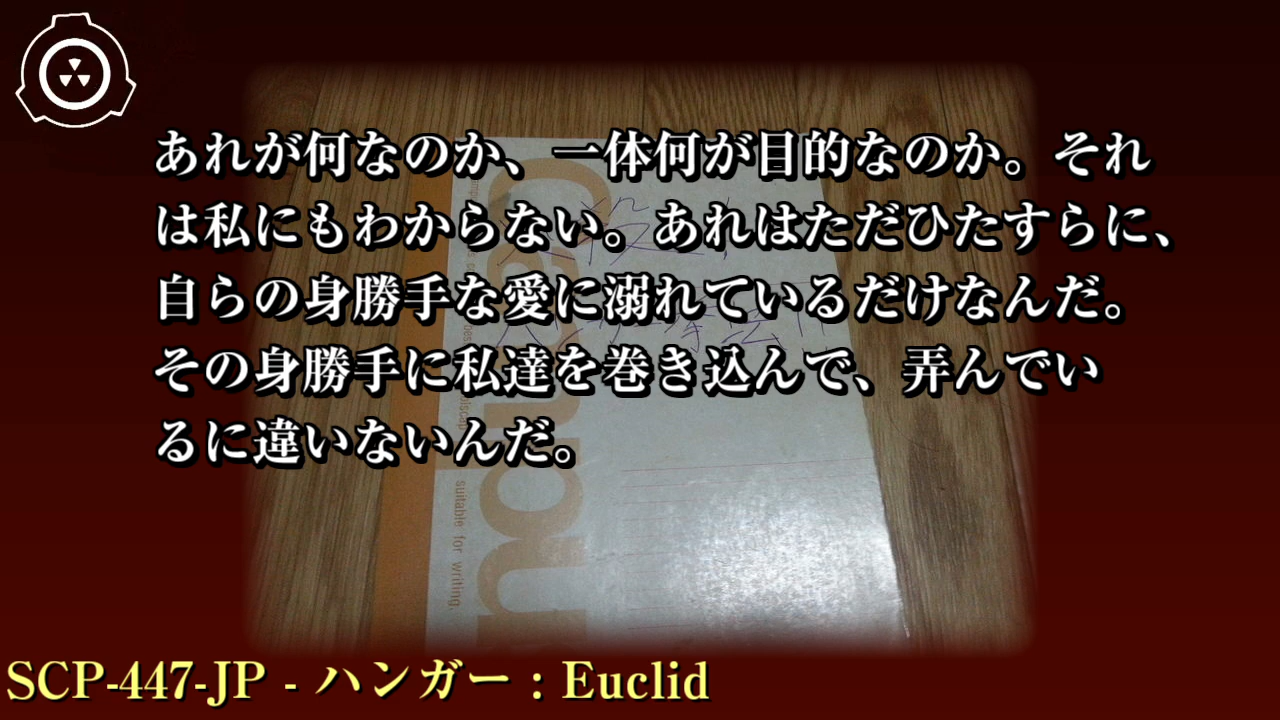 あれが何なのか、一体何が目的なのか。それ
は私にもわからない。あれはただひたすらに、
自らの身勝手な愛に溺れているだけなんだ。
その身勝手に私達を巻き込んで、弄んでい
るに違いないんだ。
Campu
suitable for writing.
SCP-447-JP - ハンガー : Euclid